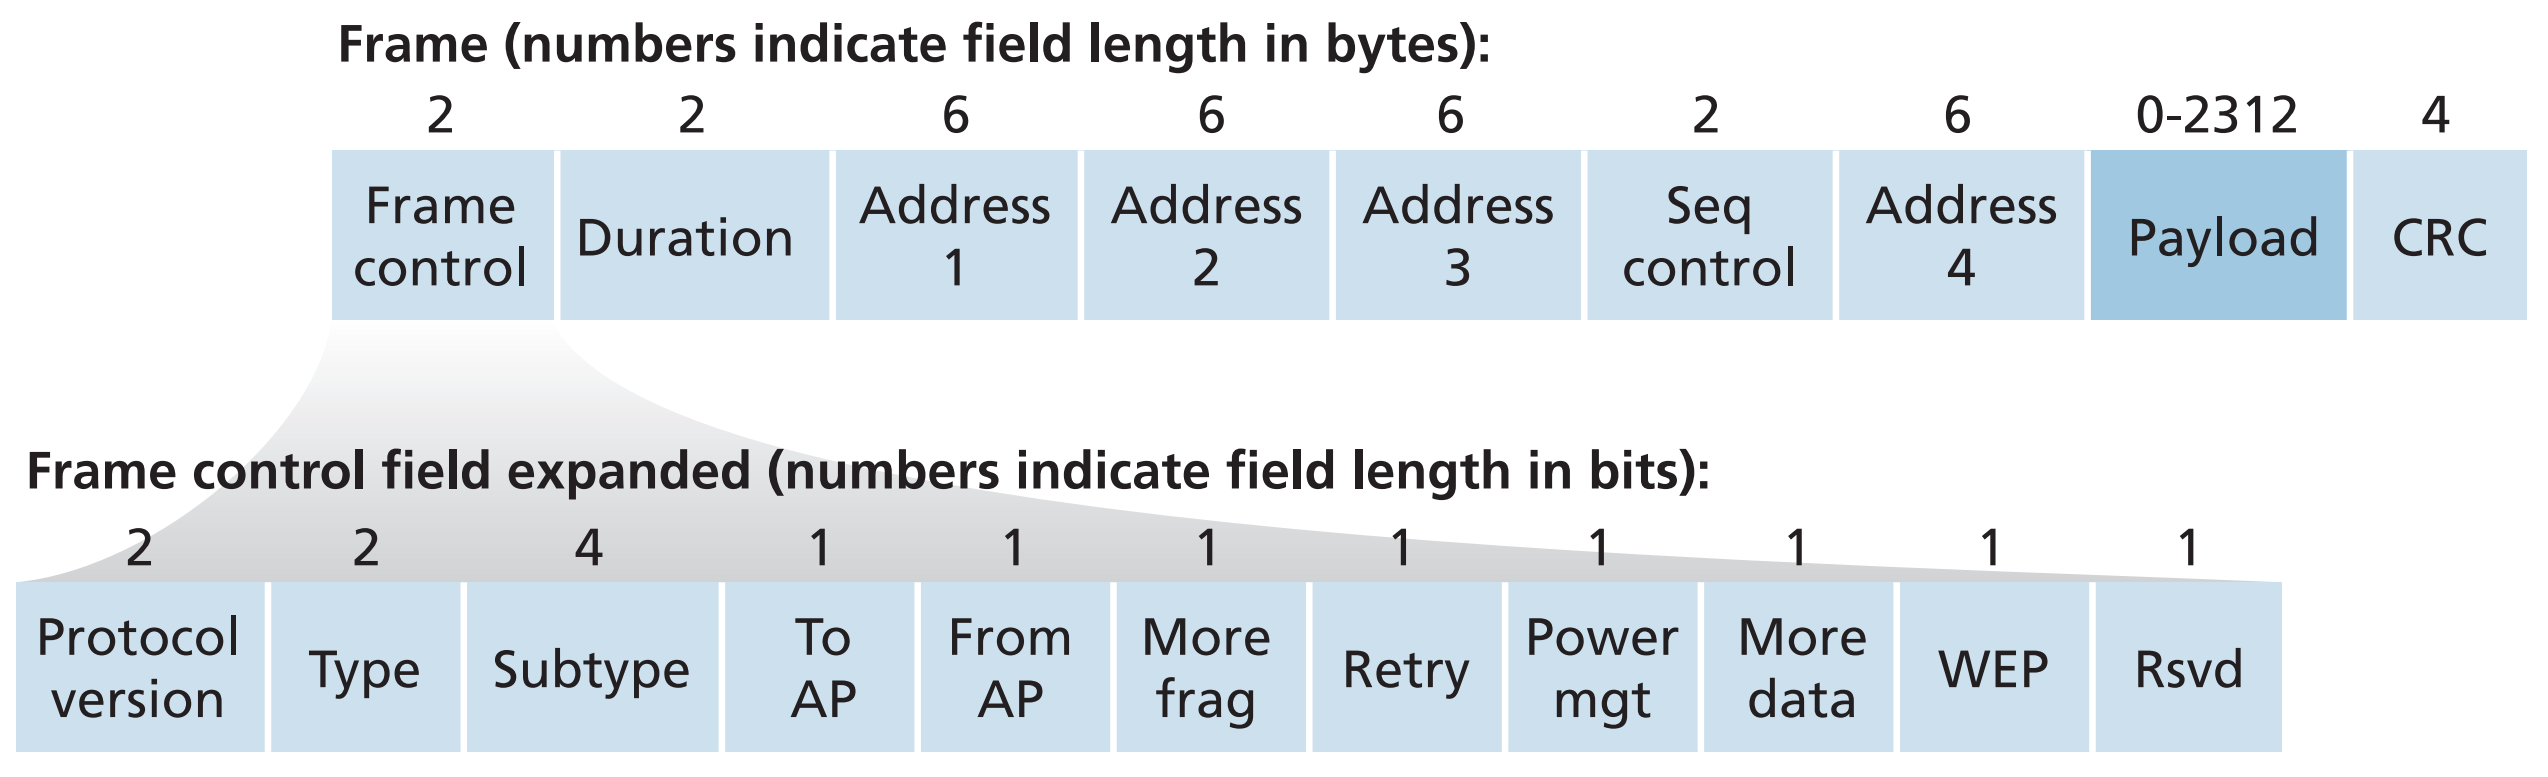 Frame (numbers indicate field length in bytes):
2 2 6 6 6 2 6 0-2312 4
Frame control
Duration
Address 1
Address 2
Address 3
Seq control
Address 4
Payload
CRC
Frame control field expanded (numbers indicate field length in bits):
2 2 4 1 1 1 1 1 1 1 1
Protocol version
Type
Subtype
To AP
From AP
More frag
Retry
Power mgt
More data
WEP
Rsvd